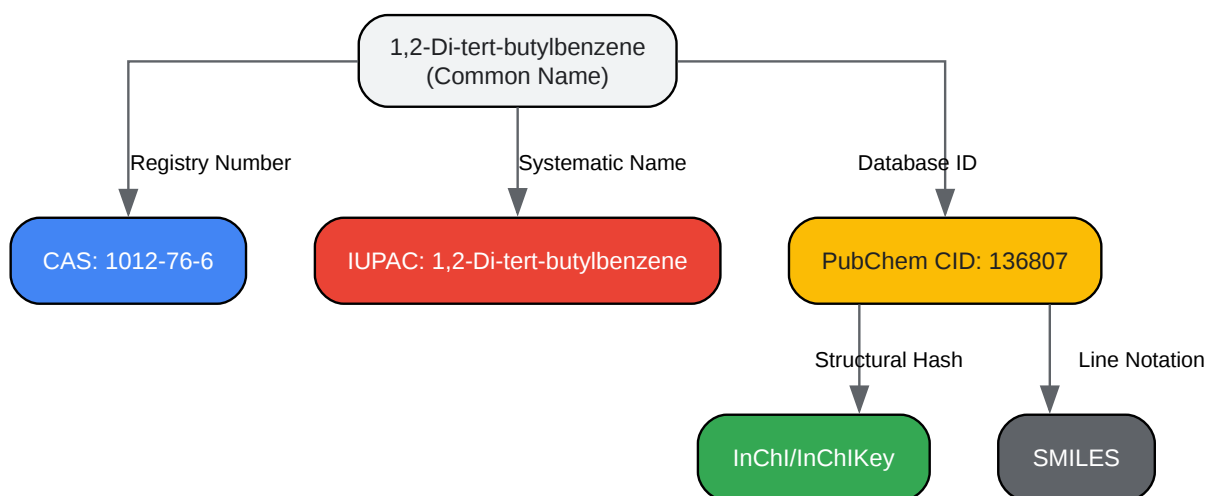 1,2-Di-tert-butylbenzene
(Common Name)
Registry Number
Systematic Name
Database ID
CAS: 1012-76-6
IUPAC: 1,2-Di-tert-butylbenzene
PubChem CID: 136807
Structural Hash
Line Notation
InChI/InChIKey
SMILES